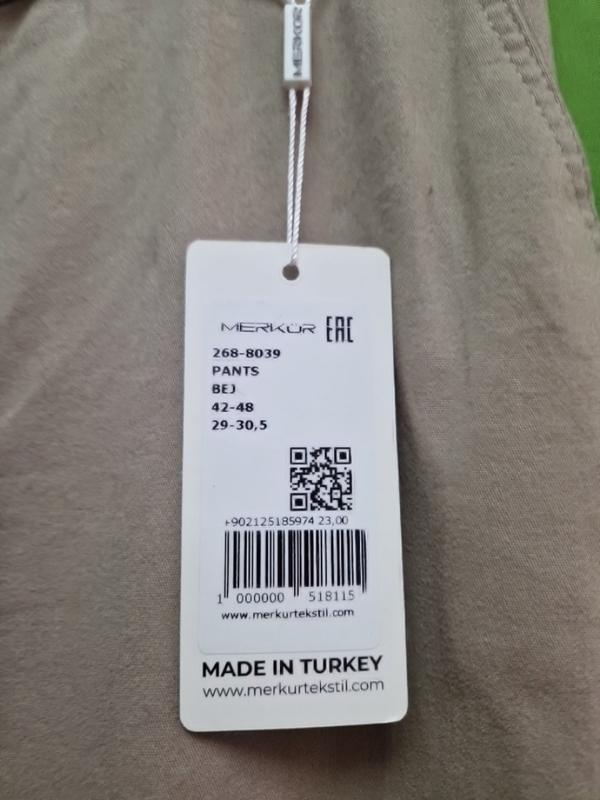 MERKÜR
MERKÜR EAC
268-8039
PANTS
BEJ
42-48
29-30,5
+902125185974 23,00
1 000000 518115
www.merkurtekstil.com
MADE IN TURKEY
www.merkurtekstil.com